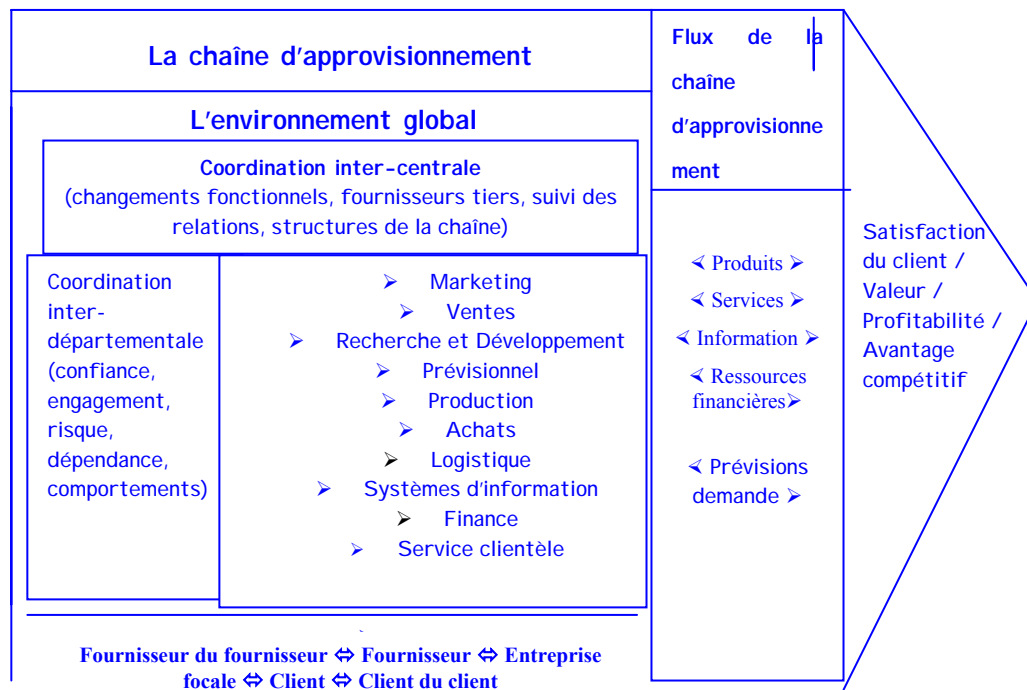 La chaîne d'approvisionnement
L'environnement global
Coordination inter-centrale
(changements fonctionnels, fournisseurs tiers, suivi des
relations, structures de la chaîne)
Coordination
inter-
départementale
(confiance,
engagement,
risque,
dépendance,
comportements)
➢ Marketing
➢ Ventes
➢ Recherche et Développement
➢ Prévisionnel
➢ Production
➢ Achats
➢ Logistique
➢ Systèmes d'information
➢ Finance
➢ Service clientèle
Fournisseur du fournisseur ⇔ Fournisseur ⇔ Entreprise
focale ⇔ Client ⇔ Client du client
Flux de la
chaîne
d'approvisionne
ment
⮘ Produits ➢
⮘ Services ➢
⮘ Information ➢
⮘ Ressources
financières➢
⮘ Prévisions
demande ➢
Satisfaction
du client /
Valeur /
Profitabilité /
Avantage
compétitif